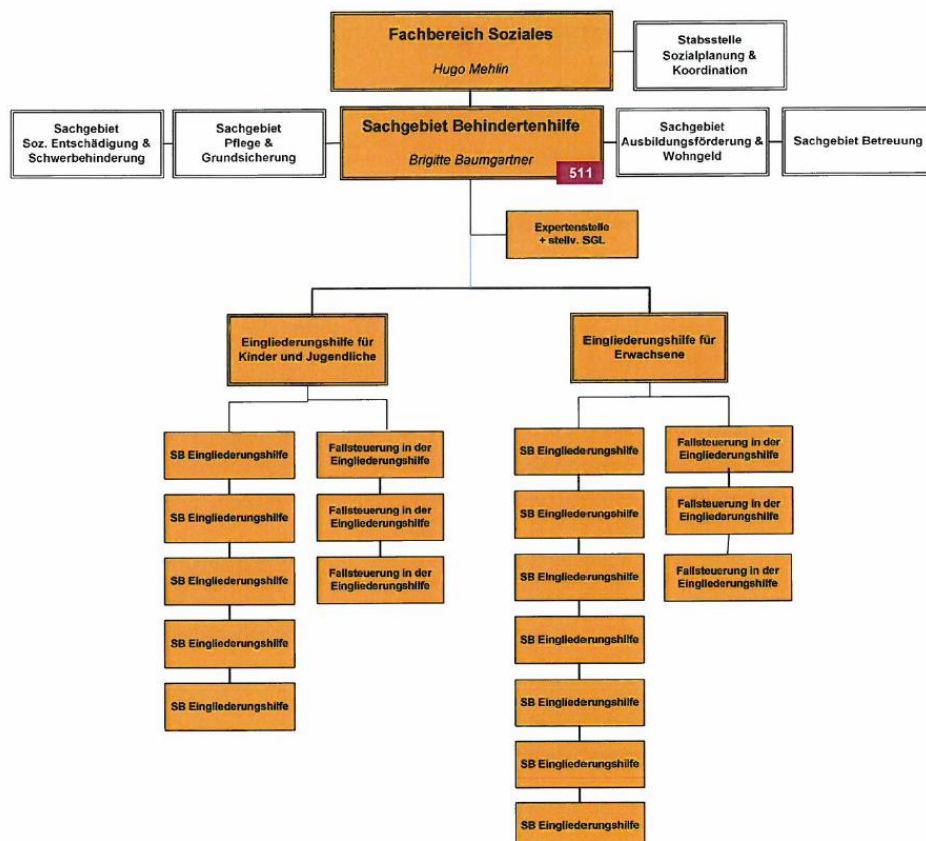 Fachbereich Soziales
Hugo Mehlin
Stabsstelle
Sozialplanung &
Koordination
Sachgebiet
Soz. Entschädigung &
Schwerbehinderung
Sachgebiet
Pflege &
Grundsicherung
Sachgebiet Behindertenhilfe
Brigitte Baumgartner
511
Sachgebiet
Ausbildungsförderung &
Wohngeld
Sachgebiet Betreuung
Expertenstelle
+ stellv. SGL
Eingliederungshilfe für
Kinder und Jugendliche
Eingliederungshilfe für
Erwachsene
SB Eingliederungshilfe
SB Eingliederungshilfe
SB Eingliederungshilfe
SB Eingliederungshilfe
SB Eingliederungshilfe
Fallsteuerung in der
Eingliederungshilfe
Fallsteuerung in der
Eingliederungshilfe
Fallsteuerung in der
Eingliederungshilfe
SB Eingliederungshilfe
SB Eingliederungshilfe
SB Eingliederungshilfe
SB Eingliederungshilfe
SB Eingliederungshilfe
SB Eingliederungshilfe
SB Eingliederungshilfe
Fallsteuerung in der
Eingliederungshilfe
Fallsteuerung in der
Eingliederungshilfe
Fallsteuerung in der
Eingliederungshilfe